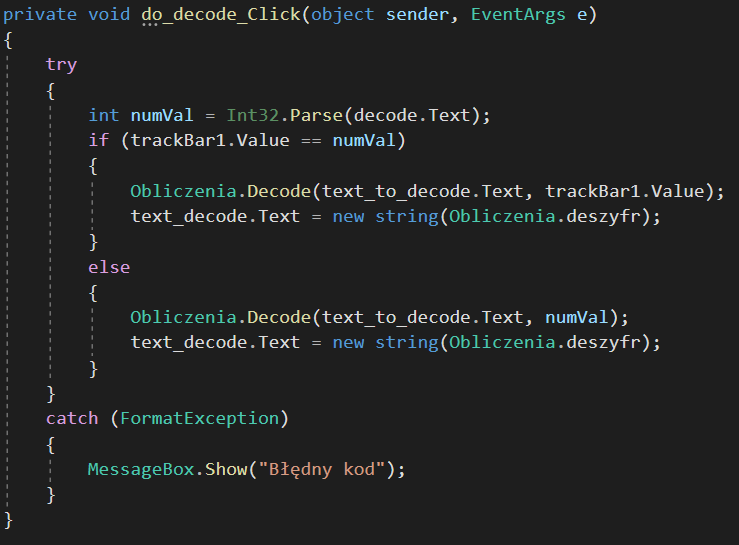 private void do_decode_Click(object sender, EventArgs e)
{
    try
    {
        int numVal = Int32.Parse(decode.Text);
        if (trackBar1.Value == numVal)
        {
            Obliczenia.Decode(text_to_decode.Text, trackBar1.Value);
            text_decode.Text = new string(Obliczenia.deszyfr);
        }
        else
        {
            Obliczenia.Decode(text_to_decode.Text, numVal);
            text_decode.Text = new string(Obliczenia.deszyfr);
        }
    }
    catch (FormatException)
    {
        MessageBox.Show("Błędny kod");
    }
}